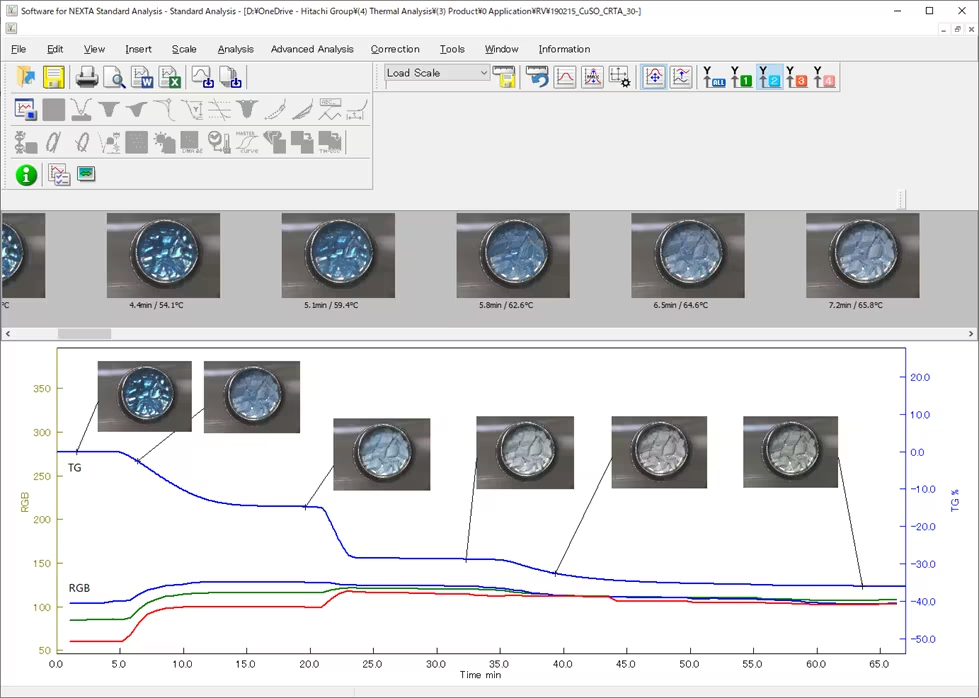 Software for NEXTA Standard Analysis - Standard Analysis - [D:¥OneDrive - Hitachi Group¥(4) Thermal Analysis¥(3) Product¥0 Application¥RV¥190215_CuSO_CRTA_30-]
File Edit View Insert Scale Analysis Advanced Analysis Correction Tools Window Information
Load Scale
Y ALL Y 1 Y 2 Y 3 Y 4
MASTER
CURVE
°C 4.4min / 54.1°C 5.1min / 59.4°C 5.8min / 62.6°C 6.5min / 64.6°C 7.2min / 65.8°C
350
300
250
200
150
100
50
RGB
TG
RGB
20.0
10.0
0.0
-10.0
-20.0
-30.0
-40.0
-50.0
TG %
0.0 5.0 10.0 15.0 20.0 25.0 30.0 35.0 40.0 45.0 50.0 55.0 60.0 65.0
Time min